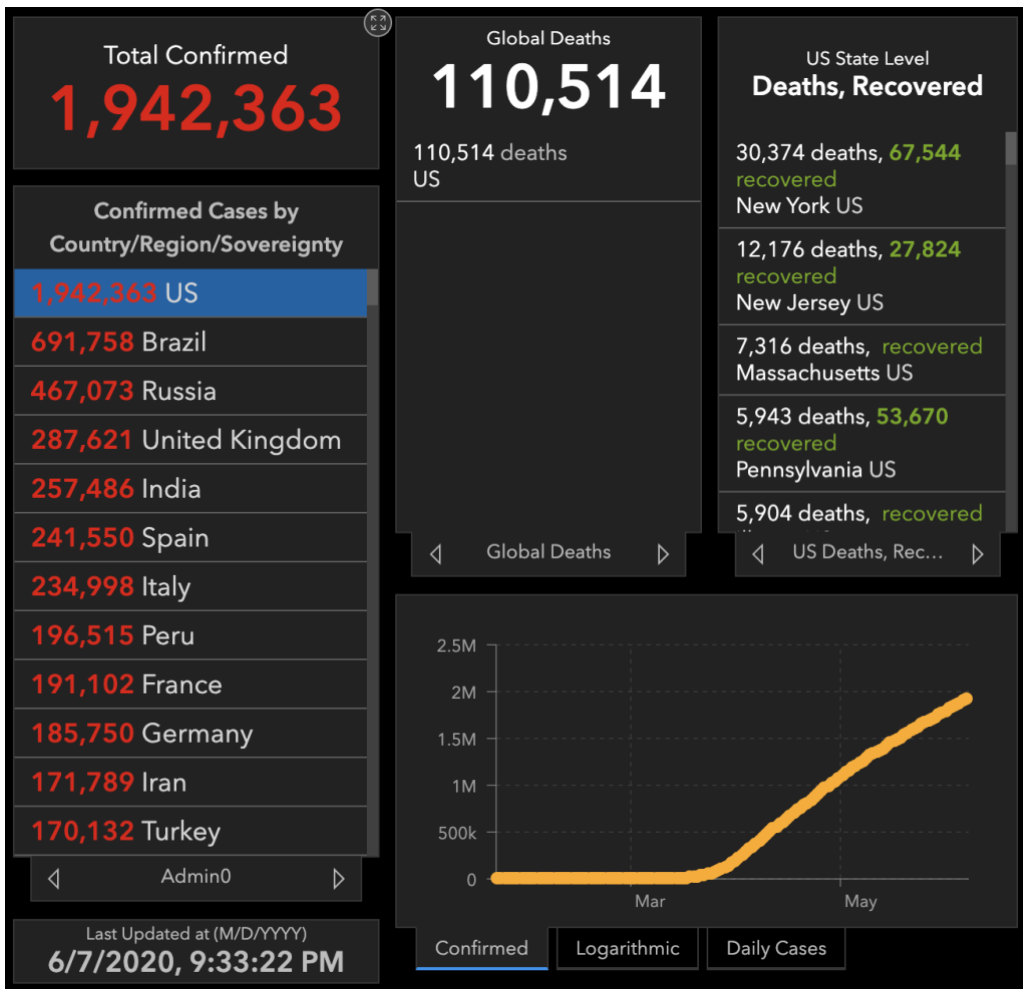 Total Confirmed
1,942,363
Confirmed Cases by
Country/Region/Sovereignty
1,942,363 US
691,758 Brazil
467,073 Russia
287,621 United Kingdom
257,486 India
241,550 Spain
234,998 Italy
196,515 Peru
191,102 France
185,750 Germany
171,789 Iran
170,132 Turkey
Admin0
Last Updated at (M/D/YYYY)
6/7/2020, 9:33:22 PM
Global Deaths
110,514
110,514 deaths
US
Global Deaths
US State Level
Deaths, Recovered
30,374 deaths, 67,544
recovered
New York US
12,176 deaths, 27,824
recovered
New Jersey US
7,316 deaths, recovered
Massachusetts US
5,943 deaths, 53,670
recovered
Pennsylvania US
5,904 deaths, recovered
US Deaths, Rec...
2.5M
2M
1.5M
1M
500k
0
Mar
May
Confirmed
Logarithmic
Daily Cases